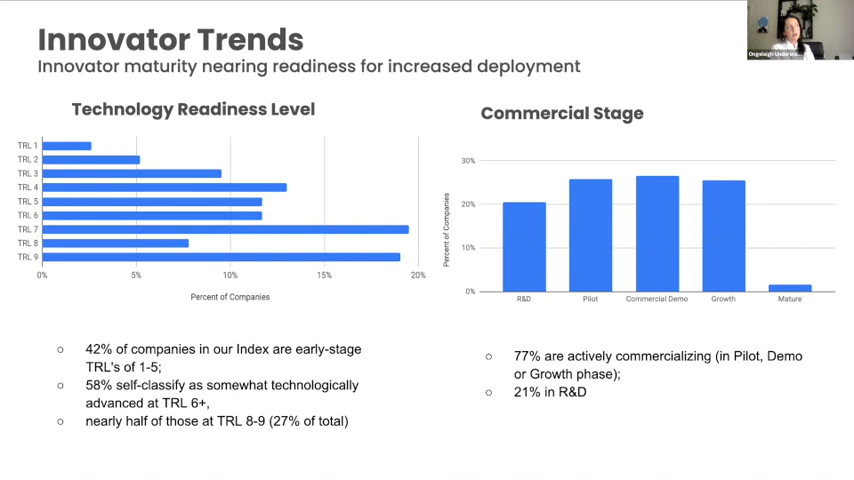 Innovator Trends
Innovator maturity nearing readiness for increased deployment
Technology Readiness Level
TRL 1
TRL 2
TRL 3
TRL 4
TRL 5
TRL 6
TRL 7
TRL 8
TRL 9
0%
5%
10%
15%
20%
Percent of Companies
42% of companies in our Index are early-stage
TRL's of 1-5;
58% self-classify as somewhat technologically
advanced at TRL 6+,
nearly half of those at TRL 8-9 (27% of total)
Commercial Stage
30%
20%
10%
0%
Percent of Companies
R&D
Pilot
Commercial Demo
Growth
Mature
77% are actively commercializing (in Pilot, Demo
or Growth phase);
21% in R&D